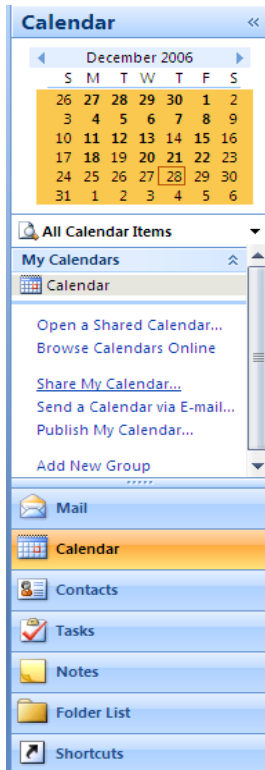 Calendar «
December 2006
S M T W T F S
26 27 28 29 30 1 2
3 4 5 6 7 8 9
10 11 12 13 14 15 16
17 18 19 20 21 22 23
24 25 26 27 28 29 30
31 1 2 3 4 5 6
All Calendar Items
My Calendars
Calendar
Open a Shared Calendar...
Browse Calendars Online
Share My Calendar...
Send a Calendar via E-mail...
Publish My Calendar...
Add New Group
Mail
Calendar
Contacts
Tasks
Notes
Folder List
Shortcuts